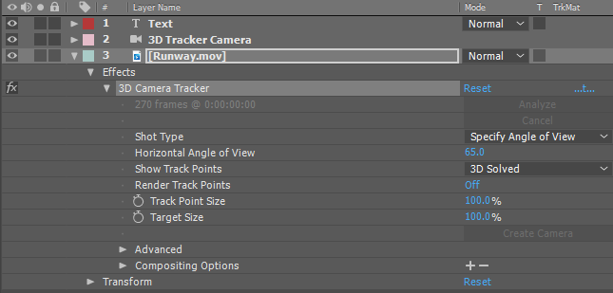 # Layer Name Mode T TrkMat
1 T Text Normal
2 3D Tracker Camera
3 [Runway.mov] Normal
Effects
fx 3D Camera Tracker Reset ...t...
270 frames @ 0:00:00:00 Analyze
Cancel
Shot Type Specify Angle of View
Horizontal Angle of View 65.0
Show Track Points 3D Solved
Render Track Points Off
Track Point Size 100.0%
Target Size 100.0%
Create Camera
Advanced
Compositing Options + −
Transform Reset